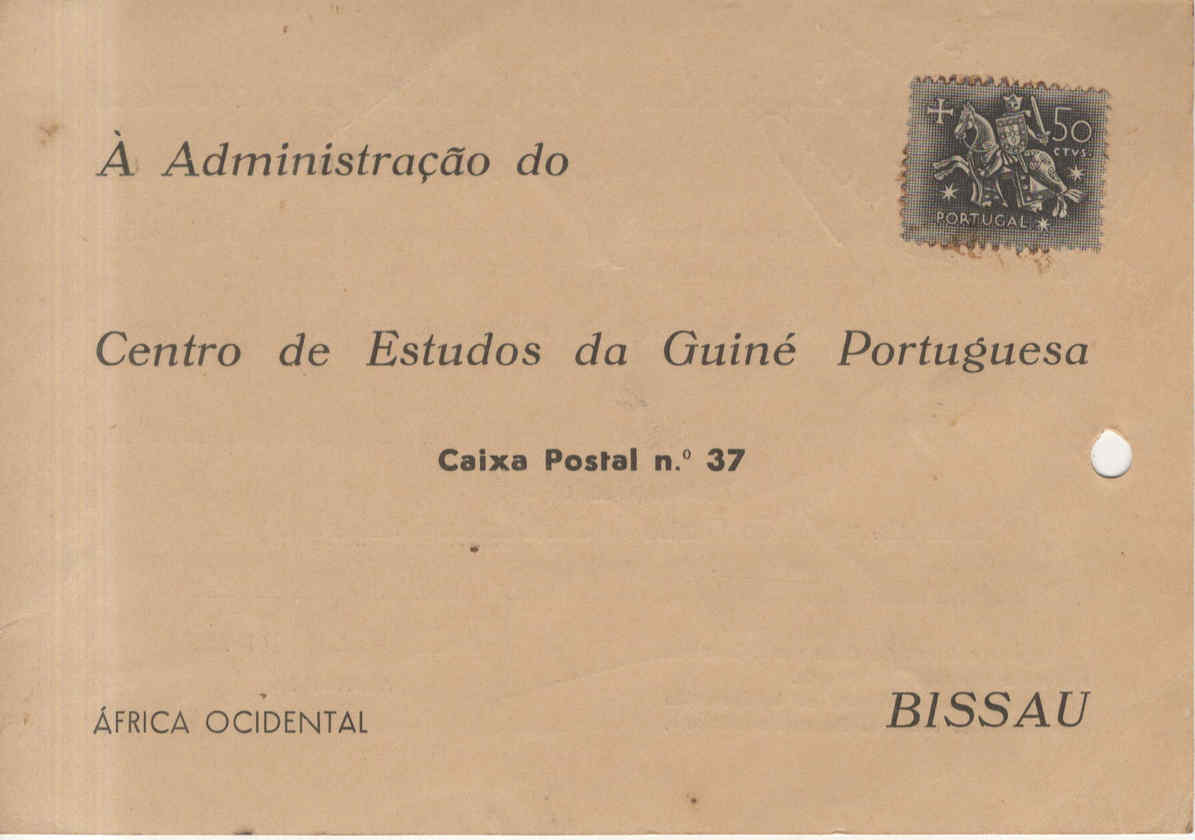 50
CTVS.
PORTUGAL
À Administração do
Centro de Estudos da Guiné Portuguesa
Caixa Postal n.º 37
ÁFRICA OCIDENTAL
BISSAU